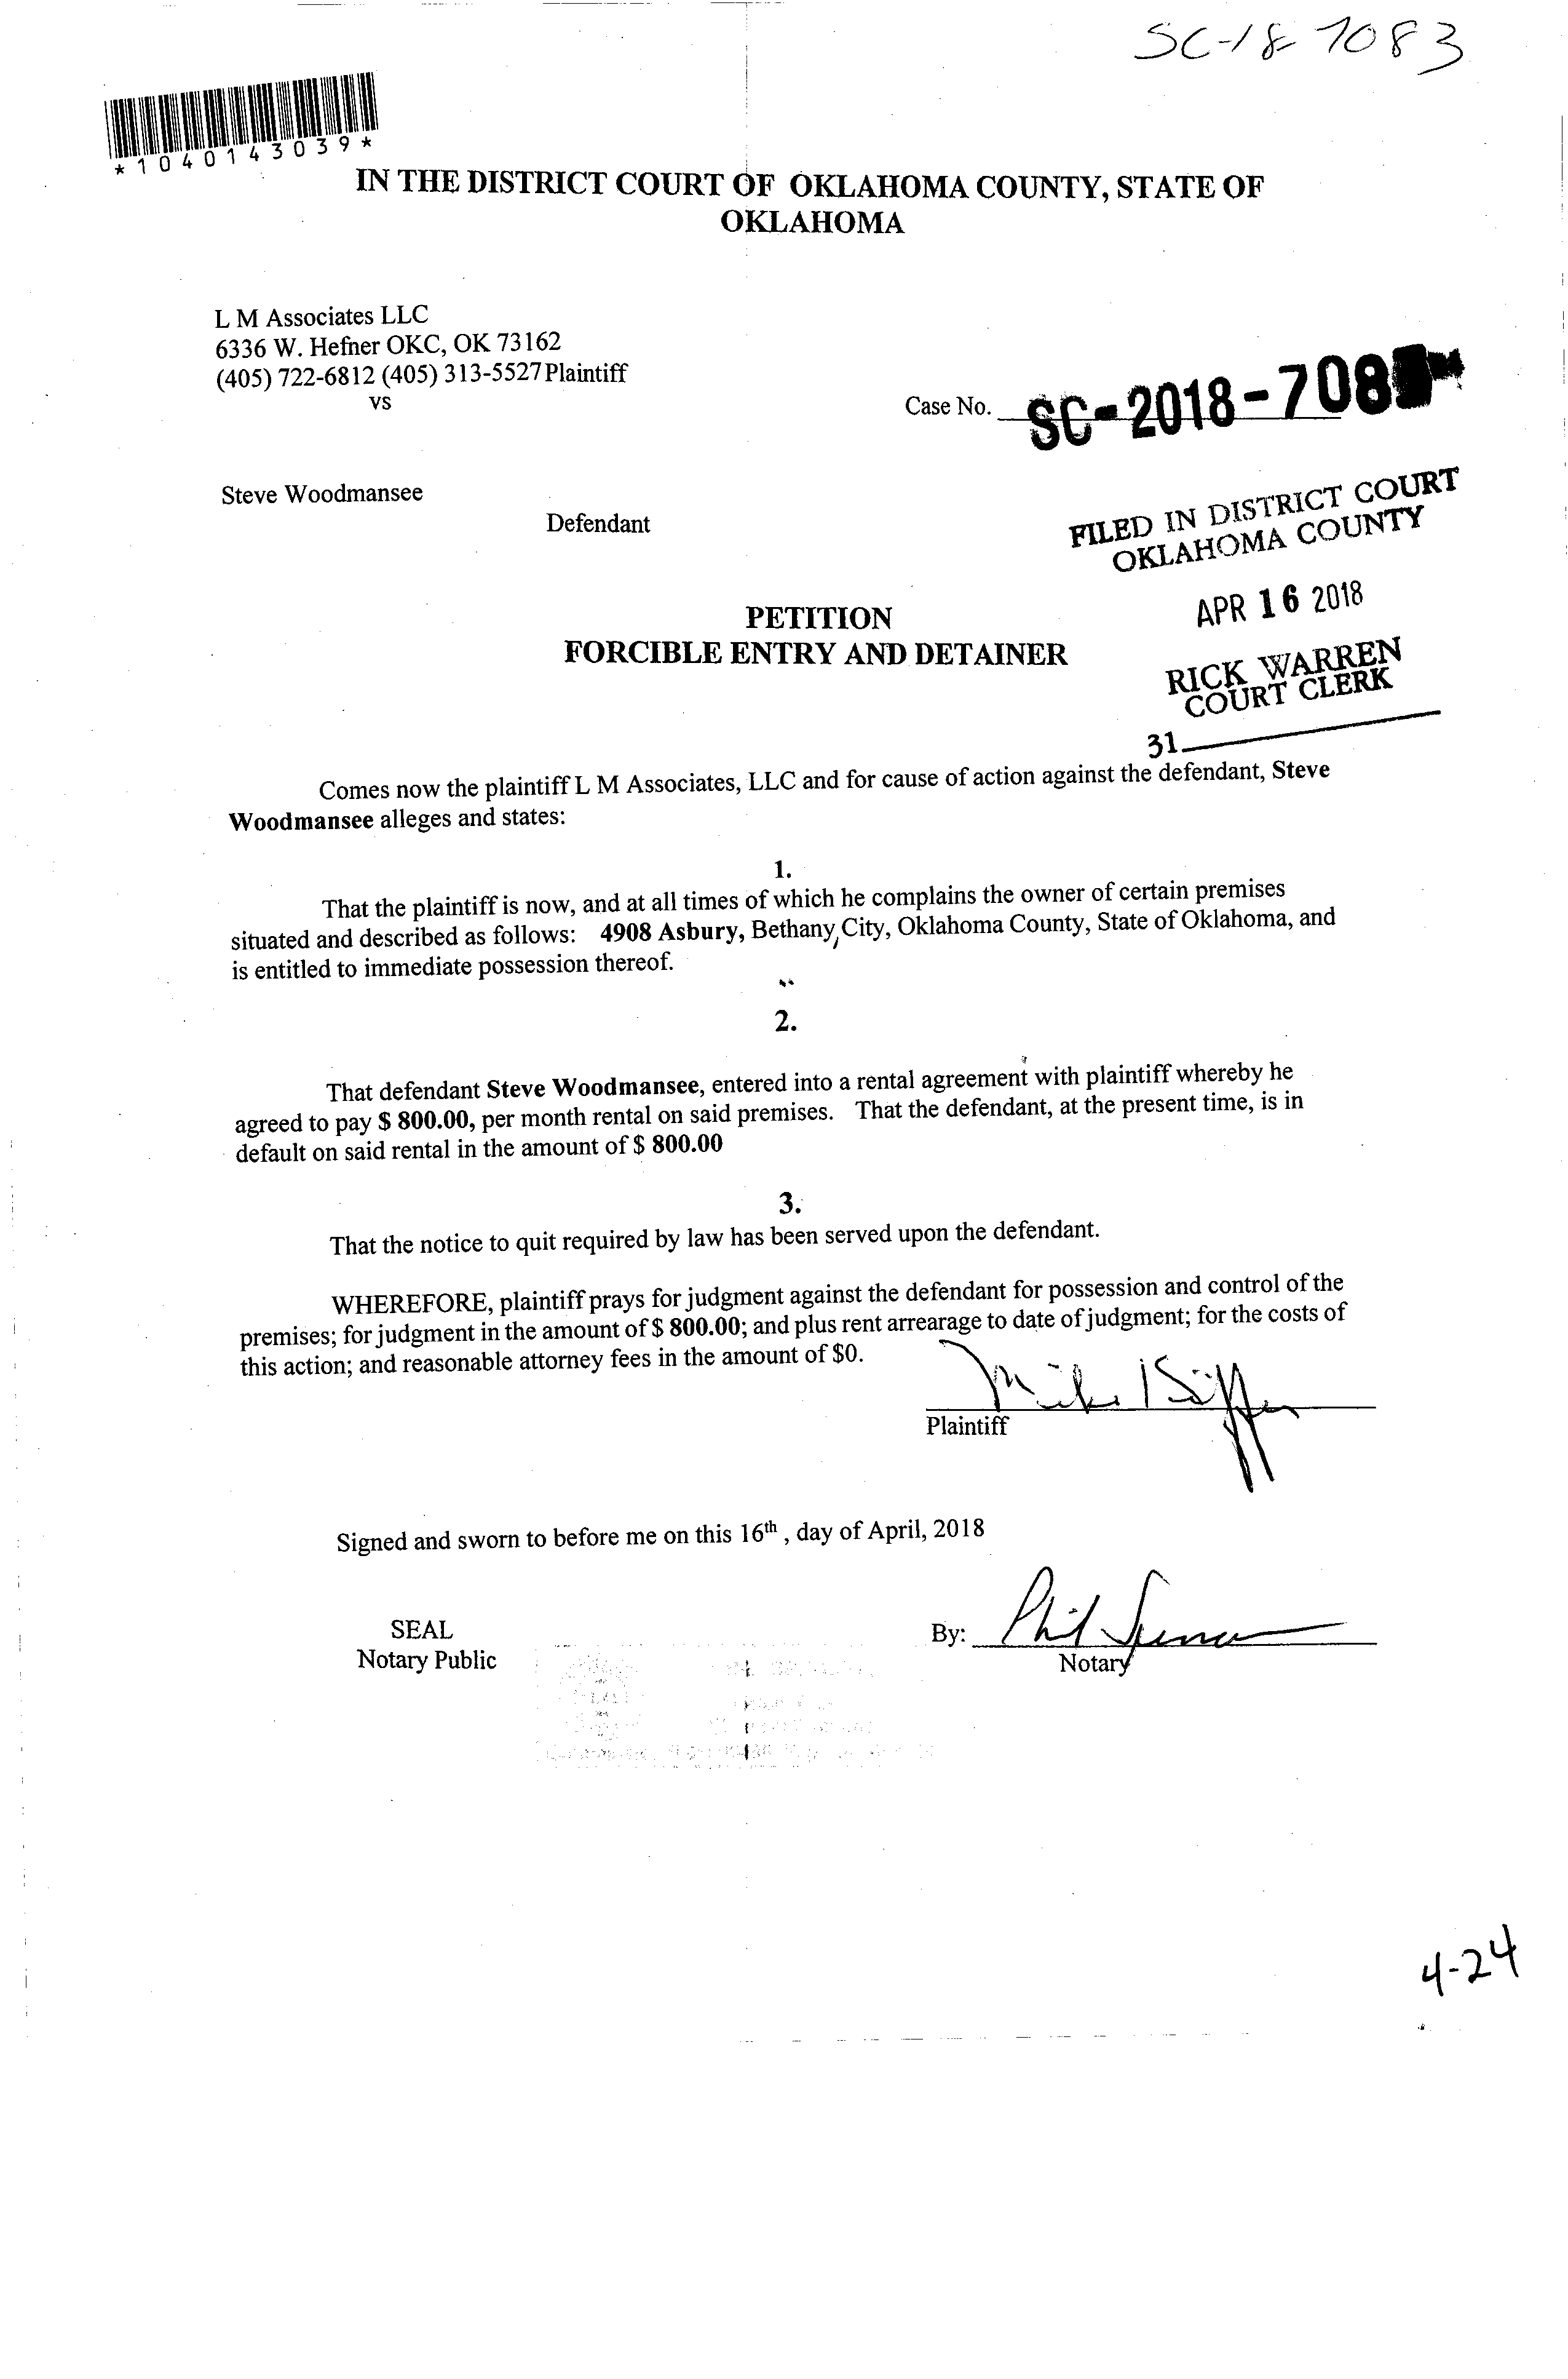 SC-18-7083
*1040143039*
IN THE DISTRICT COURT OF OKLAHOMA COUNTY, STATE OF
OKLAHOMA
L M Associates LLC
6336 W. Hefner OKC, OK 73162
(405) 722-6812 (405) 313-5527 Plaintiff
vs
Case No. SC-2018-708
Steve Woodmansee
Defendant
FILED IN DISTRICT COURT
OKLAHOMA COUNTY
APR 16 2018
RICK WARREN
COURT CLERK
31
PETITION
FORCIBLE ENTRY AND DETAINER
Comes now the plaintiff L M Associates, LLC and for cause of action against the defendant, Steve
Woodmansee alleges and states:
1.
That the plaintiff is now, and at all times of which he complains the owner of certain premises
situated and described as follows: 4908 Asbury, Bethany, City, Oklahoma County, State of Oklahoma, and
is entitled to immediate possession thereof.
2.
That defendant Steve Woodmansee, entered into a rental agreement with plaintiff whereby he
agreed to pay $ 800.00, per month rental on said premises. That the defendant, at the present time, is in
default on said rental in the amount of $ 800.00
3.
That the notice to quit required by law has been served upon the defendant.
WHEREFORE, plaintiff prays for judgment against the defendant for possession and control of the
premises; for judgment in the amount of $ 800.00; and plus rent arrearage to date of judgment; for the costs of
this action; and reasonable attorney fees in the amount of $0.
Mike
Plaintiff
Signed and sworn to before me on this 16th , day of April, 2018
SEAL
Notary Public
By: Phil
Notary
4-24